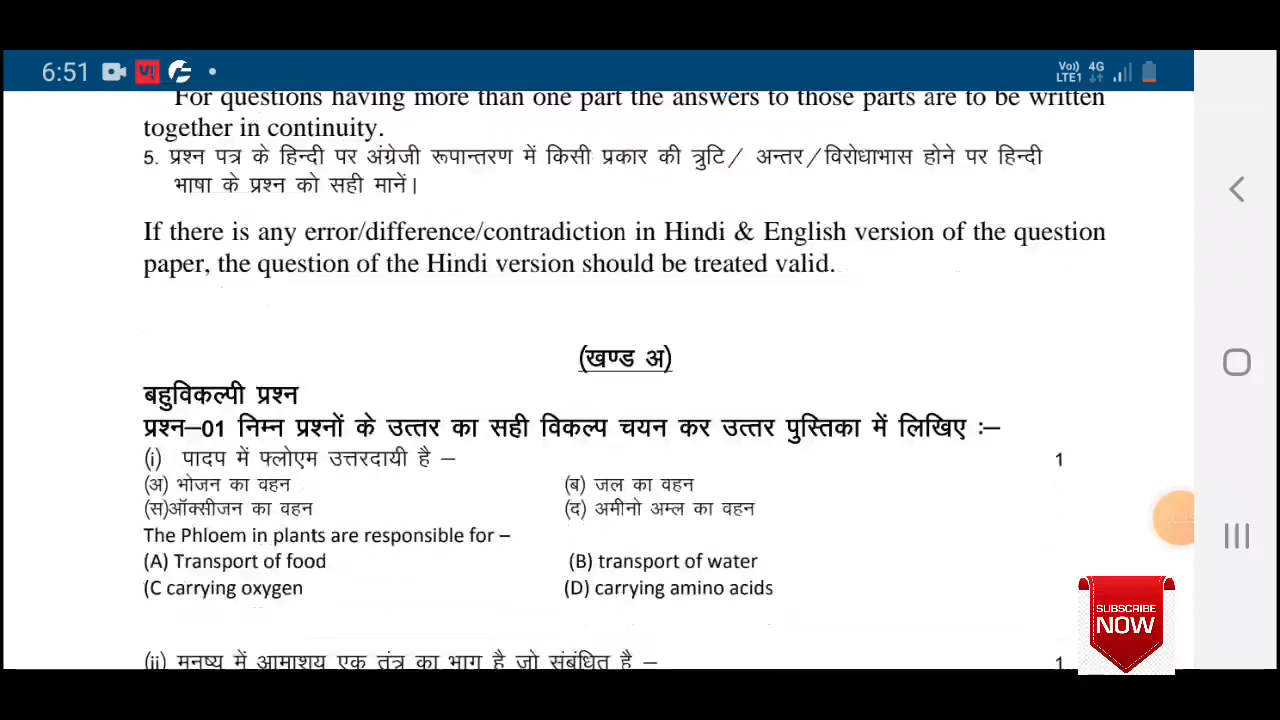 6:51
VoLTE1 4G
For questions having more than one part the answers to those parts are to be written
together in continuity.
5. प्रश्न पत्र के हिन्दी पर अंग्रेजी रूपान्तरण में किसी प्रकार की त्रुटि/ अन्तर/विरोधाभास होने पर हिन्दी
भाषा के प्रश्न को सही मानें।
If there is any error/difference/contradiction in Hindi & English version of the question
paper, the question of the Hindi version should be treated valid.
(खण्ड अ)
बहुविकल्पी प्रश्न
प्रश्न–01 निम्न प्रश्नों के उत्तर का सही विकल्प चयन कर उत्तर पुस्तिका में लिखिए :–
(i) पादप में फ्लोएम उत्तरदायी है – 1
(अ) भोजन का वहन (ब) जल का वहन
(स)ऑक्सीजन का वहन (द) अमीनो अम्ल का वहन
The Phloem in plants are responsible for –
(A) Transport of food (B) transport of water
(C carrying oxygen (D) carrying amino acids
(ii) मनुष्य में आमाशय एक तंत्र का भाग है जो संबंधित है – 1
SUBSCRIBE
NOW